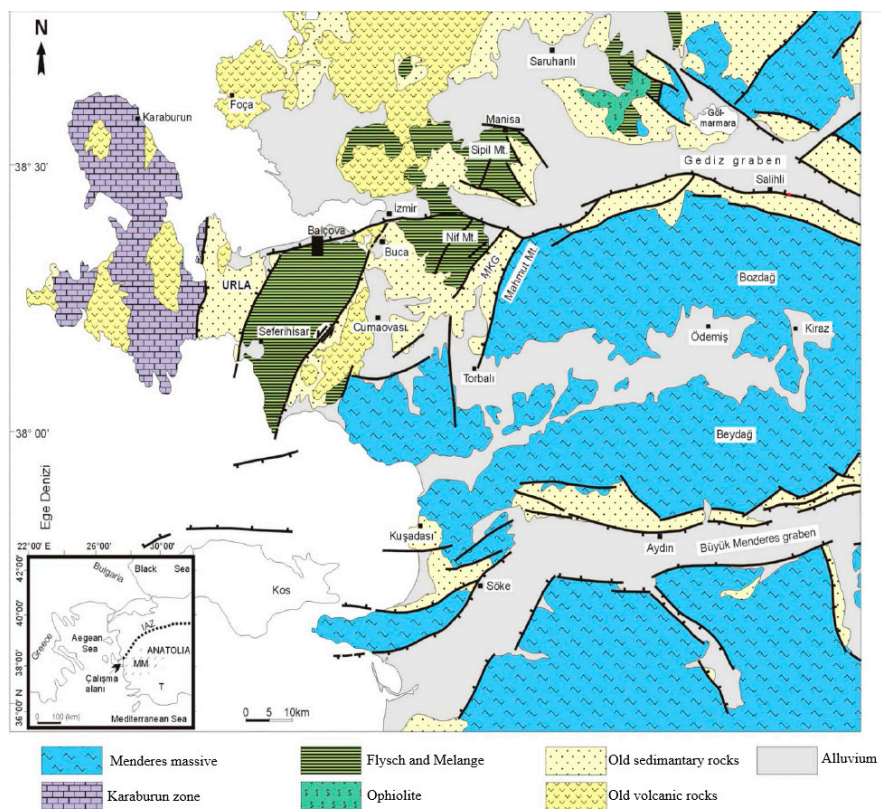 N
Karaburun
Foça
Saruhanlı
Göl-
marmara
Manisa
Sipil Mt.
38° 30'
Gediz graben
Salihli
İzmir
Balçova
Nif Mt.
Buca
MKG
Mahmut Mt.
URLA
Bozdağ
Seferihisar
Cumaovası
Ödemiş
Kiraz
Torbalı
38° 00'
Beydağ
Ege Denizi
Kuşadası
Aydın
Büyük Menderes graben
Söke
Kos
22°00' E
26°00'
30°00'
42°00'
40°00'
38°00'
36°00' N
Bulgaria
Black Sea
Greece
Aegean
Sea
IAZ
ANATOLIA
MM
Çalışma
alanı
T
0 100 (km)
Mediterranean Sea
0 5 10km
Menderes massive
Flysch and Melange
Old sedimantary rocks
Alluvium
Karaburun zone
Ophiolite
Old volcanic rocks